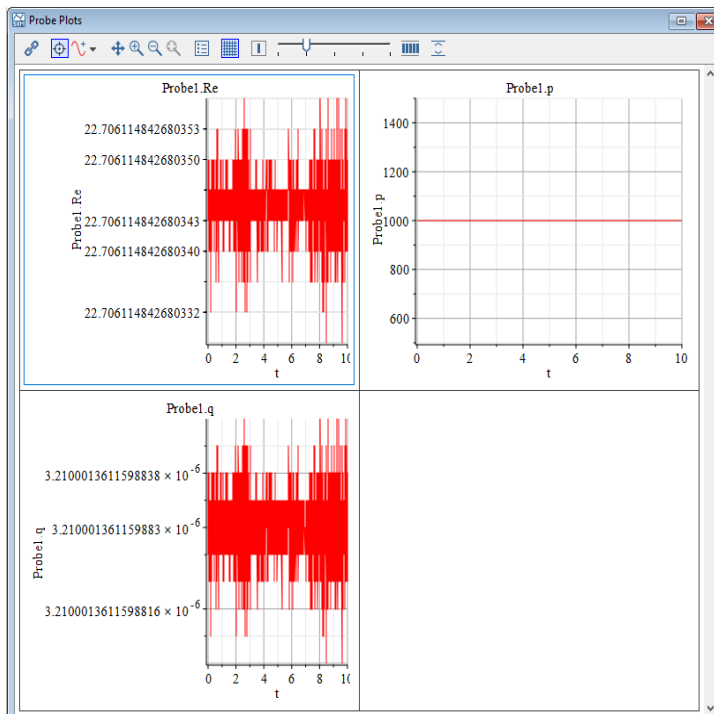 Probe Plots
Probe1.Re
22.706114842680353
22.706114842680350
22.706114842680343
22.706114842680340
22.706114842680332
Probe1.Re
0 2 4 6 8 10
t
Probe1.p
1400
1200
1000
800
600
Probe1.p
0 2 4 6 8 10
t
Probe1.q
3.2100013611598838 × 10⁻⁶
3.210001361159883 × 10⁻⁶
3.2100013611598816 × 10⁻⁶
Probe1.q
0 2 4 6 8 10
t